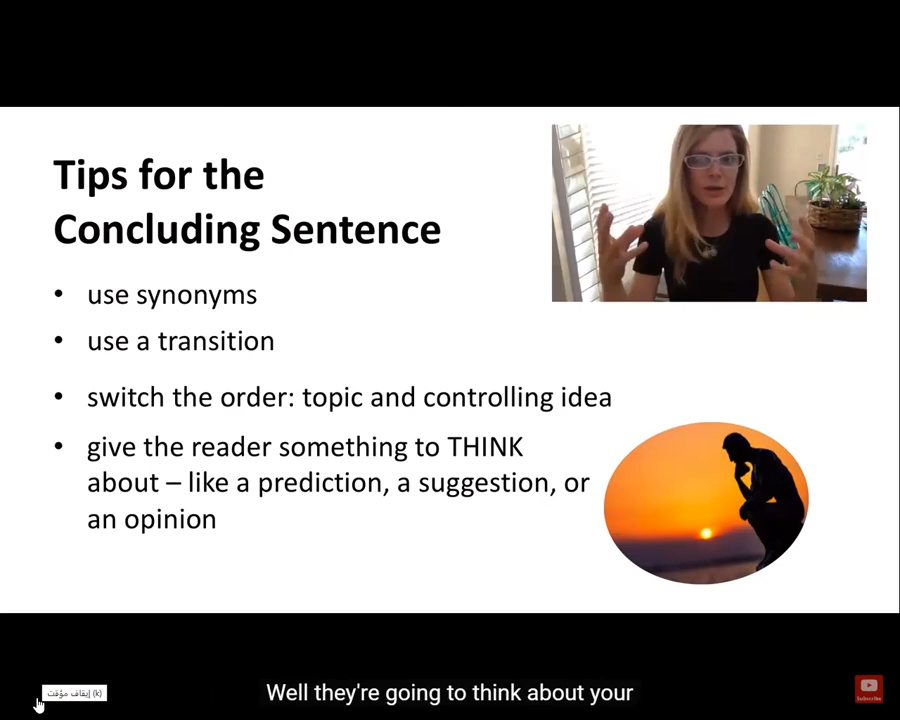 Tips for the
Concluding Sentence
• use synonyms
• use a transition
• switch the order: topic and controlling idea
• give the reader something to THINK
about – like a prediction, a suggestion, or
an opinion
Well they're going to think about your
إيقاف مؤقت (k)
Subscribe